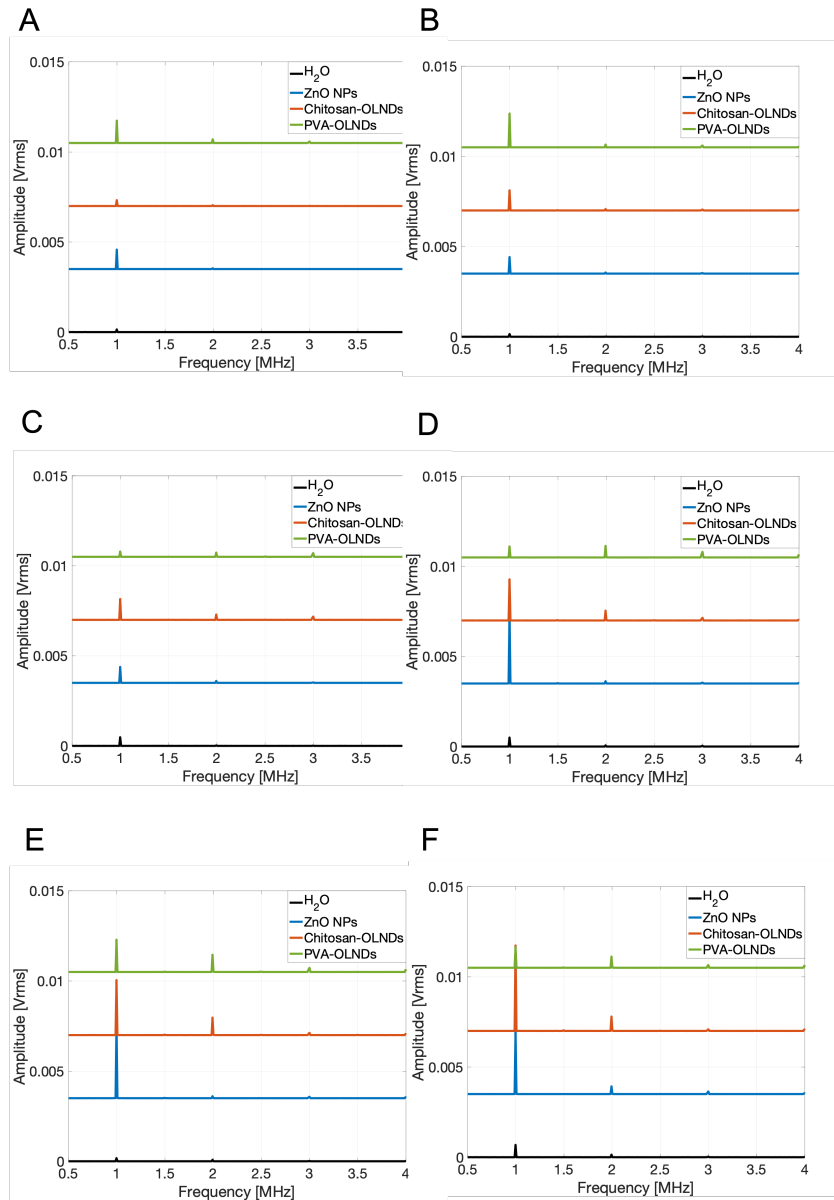 A
0.015
0.01
0.005
0
Amplitude [Vrms]
H2O
ZnO NPs
Chitosan-OLNDs
PVA-OLNDs
0.5 1 1.5 2 2.5 3 3.5
Frequency [MHz]
B
0.015
0.01
0.005
0
Amplitude [Vrms]
H2O
ZnO NPs
Chitosan-OLNDs
PVA-OLNDs
0.5 1 1.5 2 2.5 3 3.5 4
Frequency [MHz]
C
0.015
0.01
0.005
0
Amplitude [Vrms]
H2O
ZnO NPs
Chitosan-OLNDs
PVA-OLNDs
0.5 1 1.5 2 2.5 3 3.5
Frequency [MHz]
D
0.015
0.01
0.005
0
Amplitude [Vrms]
H2O
ZnO NPs
Chitosan-OLNDs
PVA-OLNDs
0.5 1 1.5 2 2.5 3 3.5 4
Frequency [MHz]
E
0.015
0.01
0.005
0
Amplitude [Vrms]
H2O
ZnO NPs
Chitosan-OLNDs
PVA-OLNDs
0.5 1 1.5 2 2.5 3 3.5 4
Frequency [MHz]
F
0.015
0.01
0.005
0
Amplitude [Vrms]
H2O
ZnO NPs
Chitosan-OLNDs
PVA-OLNDs
0.5 1 1.5 2 2.5 3 3.5 4
Frequency [MHz]